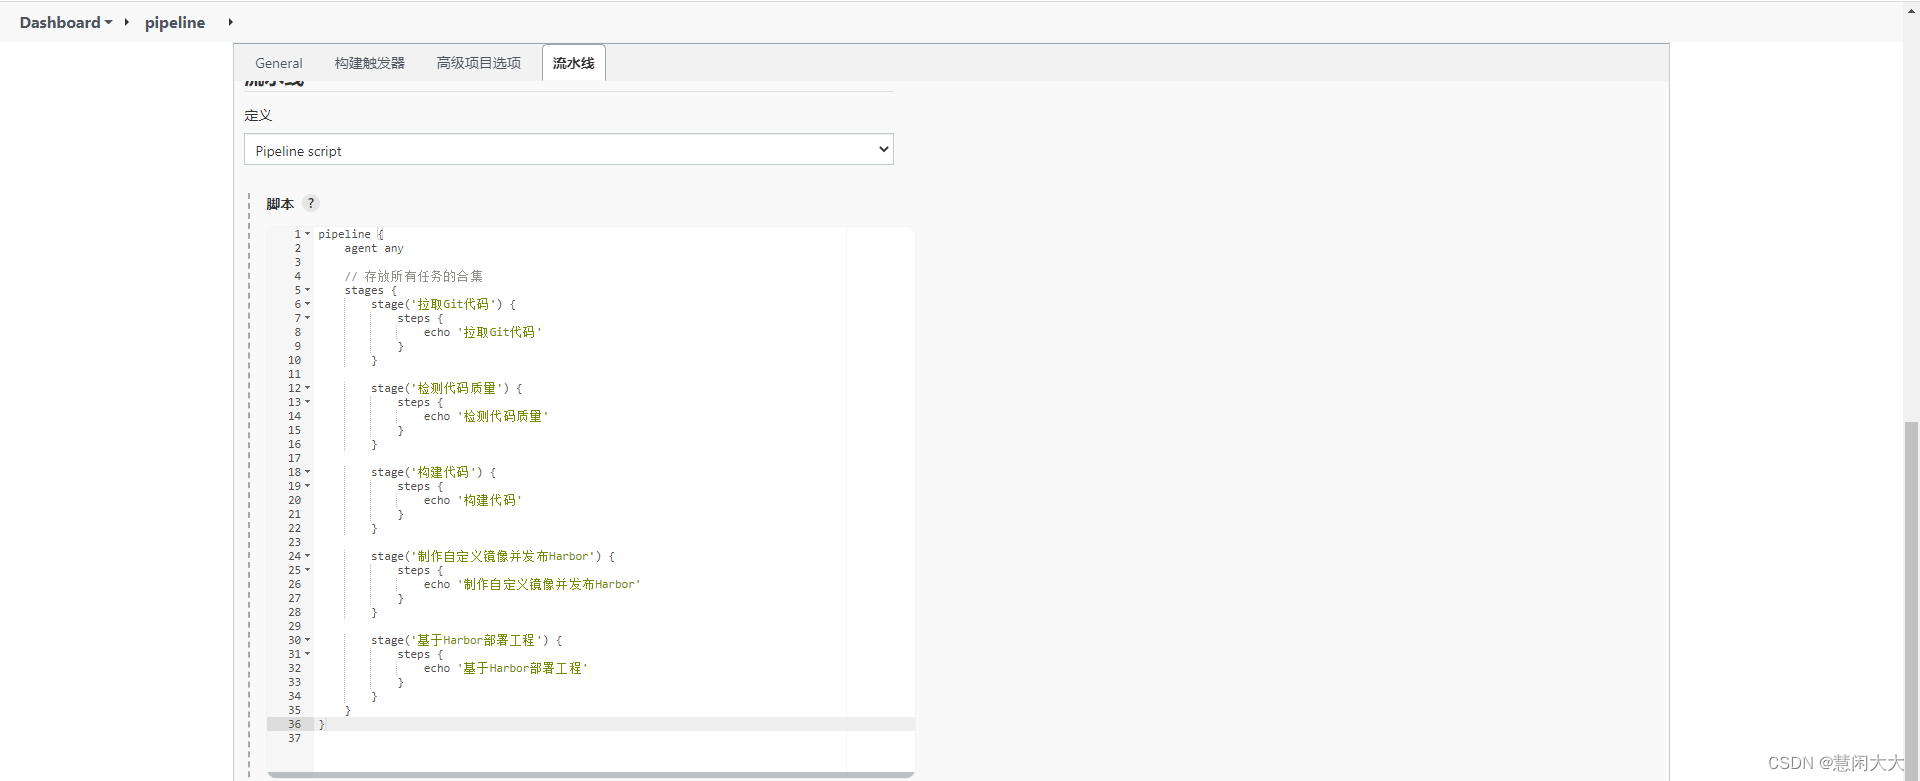 Dashboard
pipeline
General
构建触发器
高级项目选项
流水线
流水线
定义
Pipeline script
脚本 ?
1 pipeline {
2     agent any
3
4     // 存放所有任务的合集
5     stages {
6         stage('拉取Git代码') {
7             steps {
8                 echo '拉取Git代码'
9             }
10         }
11
12         stage('检测代码质量') {
13             steps {
14                 echo '检测代码质量'
15             }
16         }
17
18         stage('构建代码') {
19             steps {
20                 echo '构建代码'
21             }
22         }
23
24         stage('制作自定义镜像并发布Harbor') {
25             steps {
26                 echo '制作自定义镜像并发布Harbor'
27             }
28         }
29
30         stage('基于Harbor部署工程') {
31             steps {
32                 echo '基于Harbor部署工程'
33             }
34         }
35     }
36 }
37
CSDN @慧闲大大